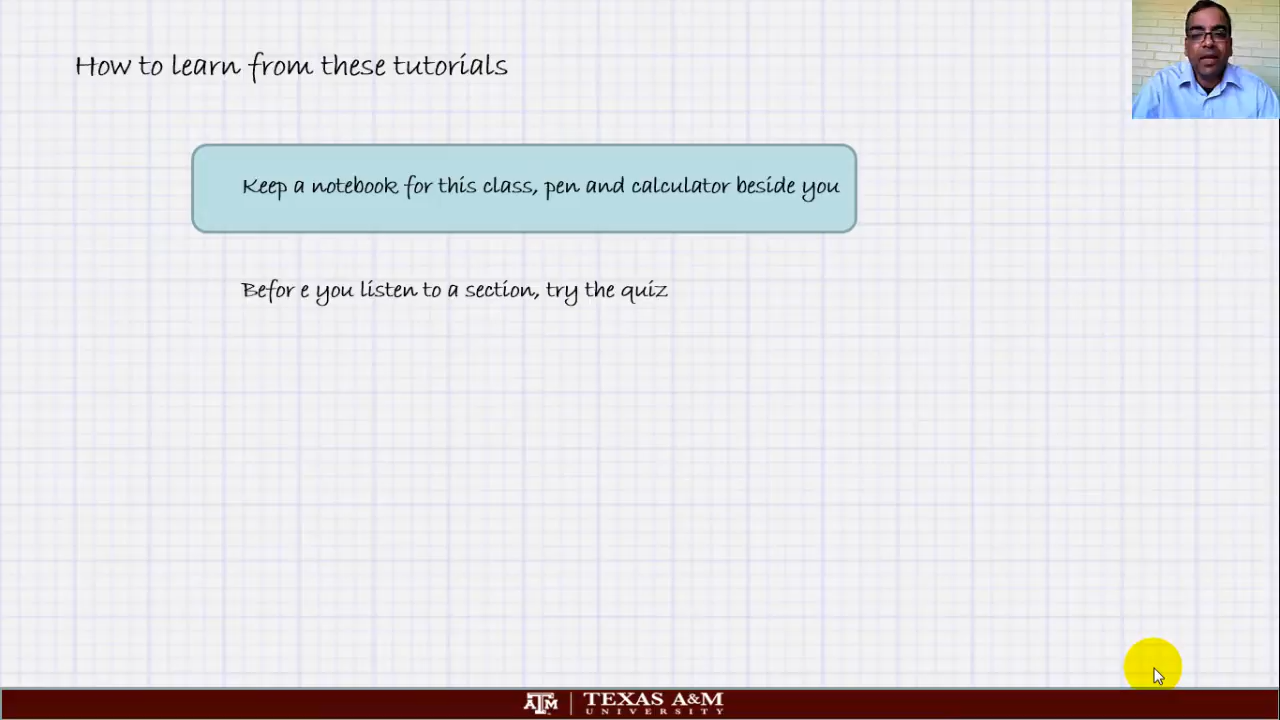 How to learn from these tutorials
Keep a notebook for this class, pen and calculator beside you
Befor e you listen to a section, try the quiz
ATM TEXAS A&M
UNIVERSITY